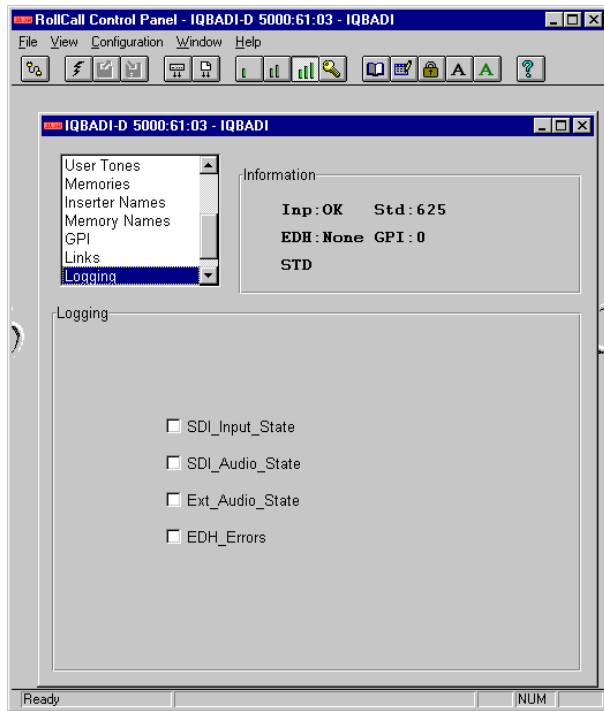 RollCall Control Panel - IQBADI-D 5000:61:03 - IQBADI
File View Configuration Window Help
A A ?
IQBADI-D 5000:61:03 - IQBADI
User Tones
Memories
Inserter Names
Memory Names
GPI
Links
Logging
Information
Inp:OK Std:625
EDH:None GPI:0
STD
Logging
SDI_Input_State
SDI_Audio_State
Ext_Audio_State
EDH_Errors
Ready NUM